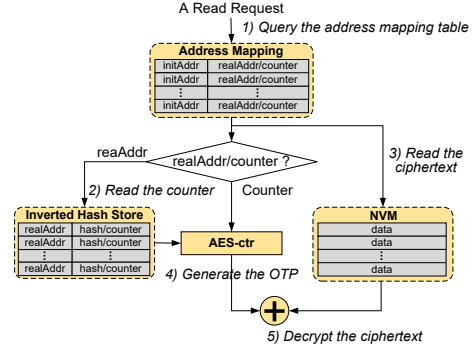 A Read Request
1) Query the address mapping table
Address Mapping
initAddr realAddr/counter
initAddr realAddr/counter
⋮ ⋮
initAddr realAddr/counter
reaAddr
realAddr/counter ?
3) Read the
ciphertext
2) Read the counter
Counter
Inverted Hash Store
realAddr hash/counter
realAddr hash/counter
⋮ ⋮
realAddr hash/counter
AES-ctr
NVM
data
data
⋮
data
4) Generate the OTP
5) Decrypt the ciphertext